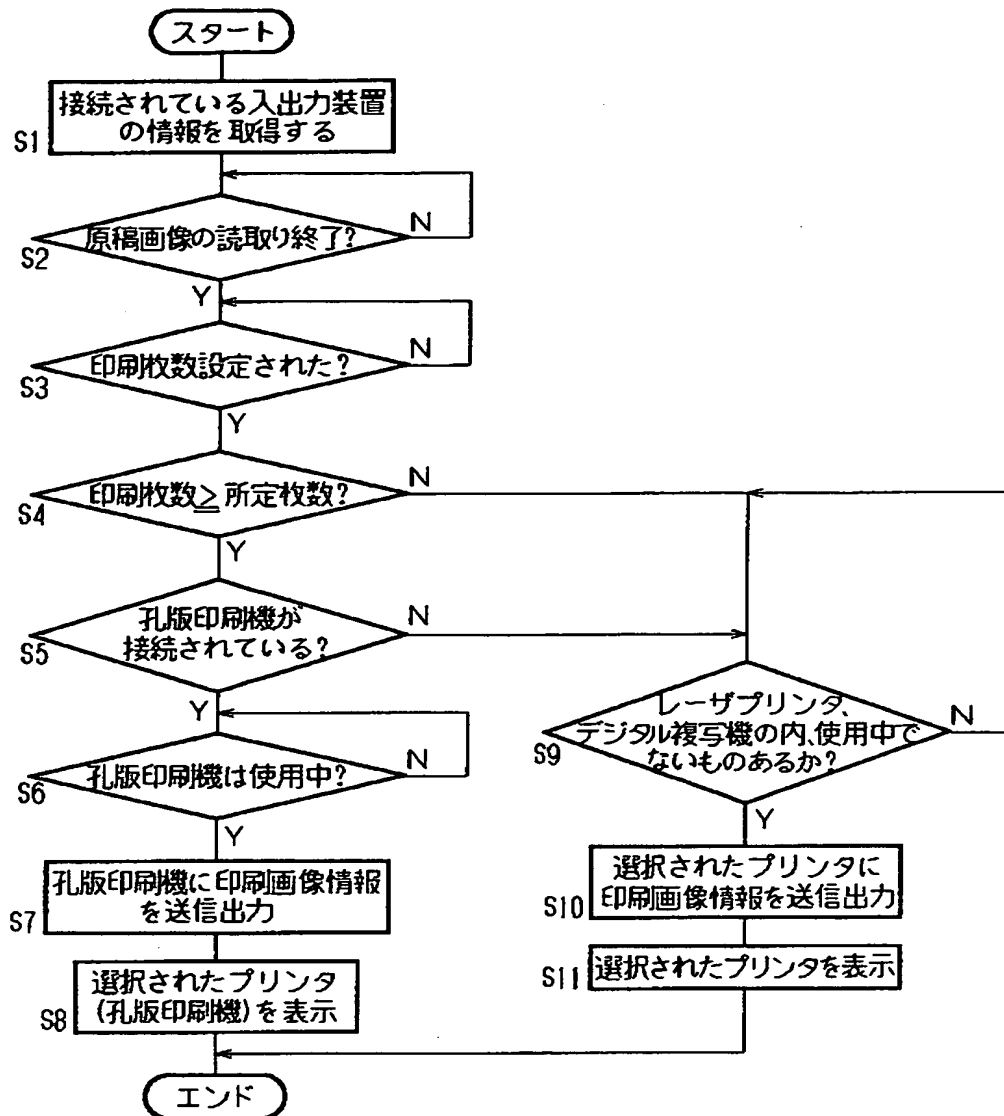 スタート
接続されている入出力装置
の情報を取得する
S1
原稿画像の読取り終了?
N
S2
Y
印刷枚数設定された?
N
S3
Y
印刷枚数≧所定枚数?
N
S4
Y
孔版印刷機が
接続されている?
N
S5
Y
孔版印刷機は使用中?
N
S6
Y
孔版印刷機に印刷画像情報
を送信出力
S7
選択されたプリンタ
(孔版印刷機)を表示
S8
レーザプリンタ、
デジタル複写機の内、使用中で
ないものあるか?
N
S9
Y
選択されたプリンタに
印刷画像情報を送信出力
S10
選択されたプリンタを表示
S11
エンド